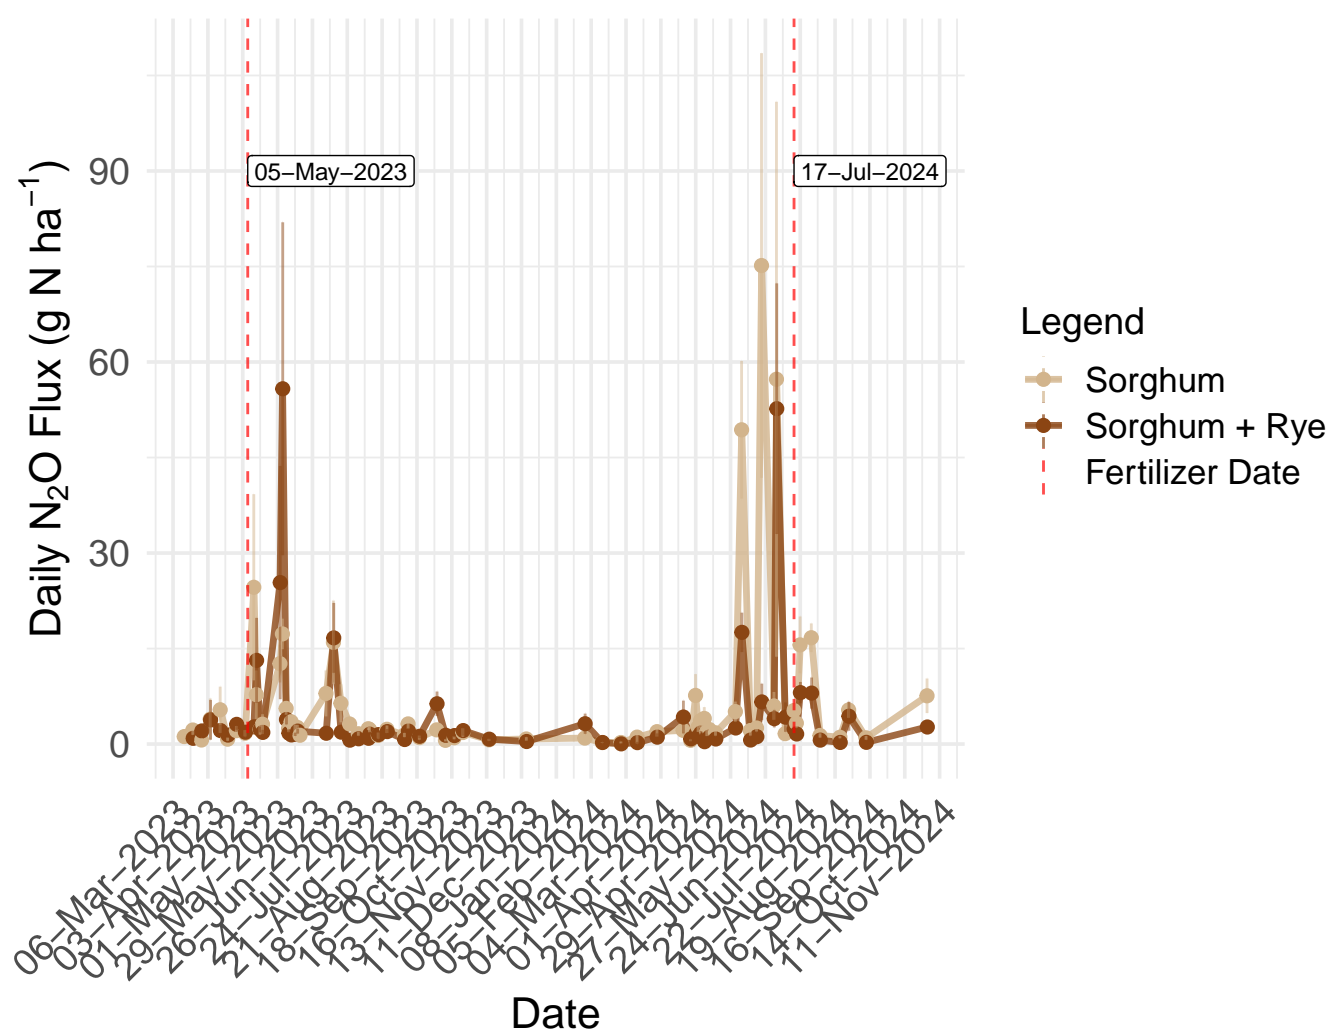 Daily N₂O Flux (g N ha⁻¹)
90
60
30
0
05−May−2023
17−Jul−2024
06−Mar−2023
03−Apr−2023
01−May−2023
29−May−2023
26−Jun−2023
24−Jul−2023
21−Aug−2023
18−Sep−2023
16−Oct−2023
13−Nov−2023
11−Dec−2023
08−Jan−2024
05−Feb−2024
04−Mar−2024
01−Apr−2024
29−Apr−2024
27−May−2024
24−Jun−2024
22−Jul−2024
19−Aug−2024
16−Sep−2024
14−Oct−2024
11−Nov−2024
Date
Legend
Sorghum
Sorghum + Rye
Fertilizer Date